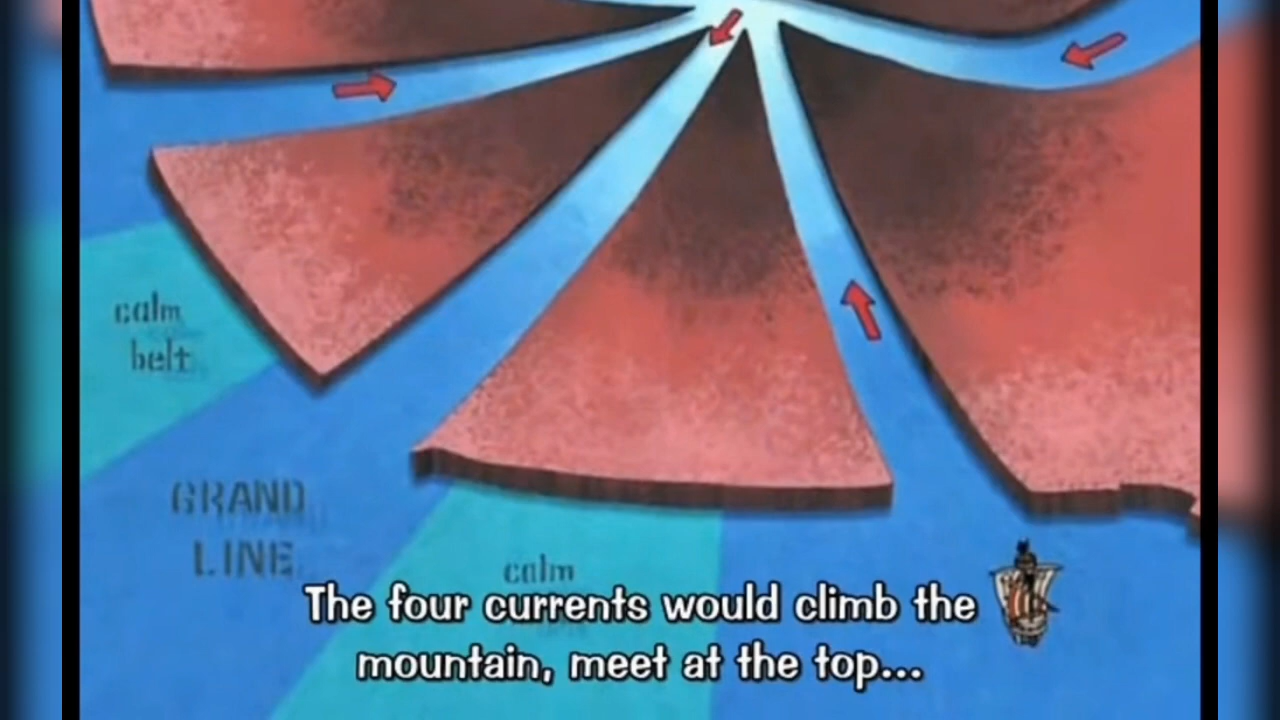 calm
belt
GRAND
LINE
calm
The four currents would climb the
mountain, meet at the top...